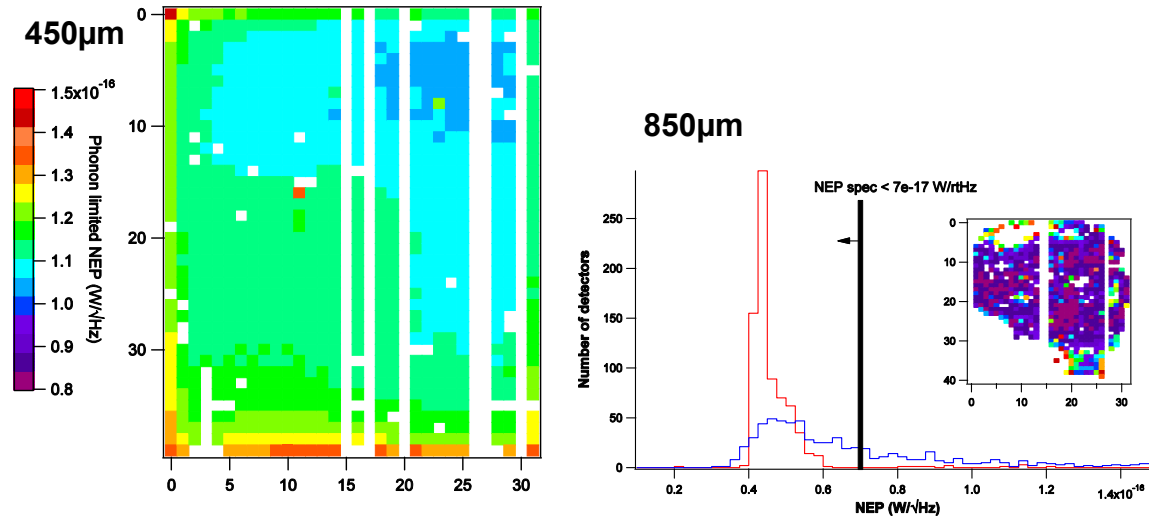 450µm
1.5x10-16
1.4
1.3
1.2
1.1
1.0
0.9
0.8
Phonon limited NEP (W/√Hz)
0
10
20
30
0 5 10 15 20 25 30
850µm
NEP spec < 7e-17 W/rtHz
Number of detectors
250
200
150
100
50
0
0.2 0.4 0.6 0.8 1.0 1.2 1.4x10-16
NEP (W/√Hz)
0
10
20
30
40
0 10 20 30